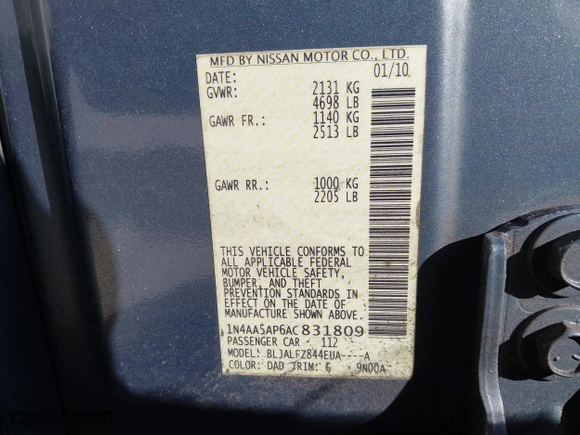 MFD BY NISSAN MOTOR CO., LTD.
DATE: 01/10
GVWR: 2131 KG
4698 LB
GAWR FR.: 1140 KG
2513 LB
GAWR RR.: 1000 KG
2205 LB
THIS VEHICLE CONFORMS TO
ALL APPLICABLE FEDERAL
MOTOR VEHICLE SAFETY,
BUMPER, AND THEFT
PREVENTION STANDARDS IN
EFFECT ON THE DATE OF
MANUFACTURE SHOWN ABOVE.
1N4AA5AP6AC831809
PASSENGER CAR 112
MODEL: BLJALFZ844EUA----A
COLOR: DAD TRIM: G 9N00A